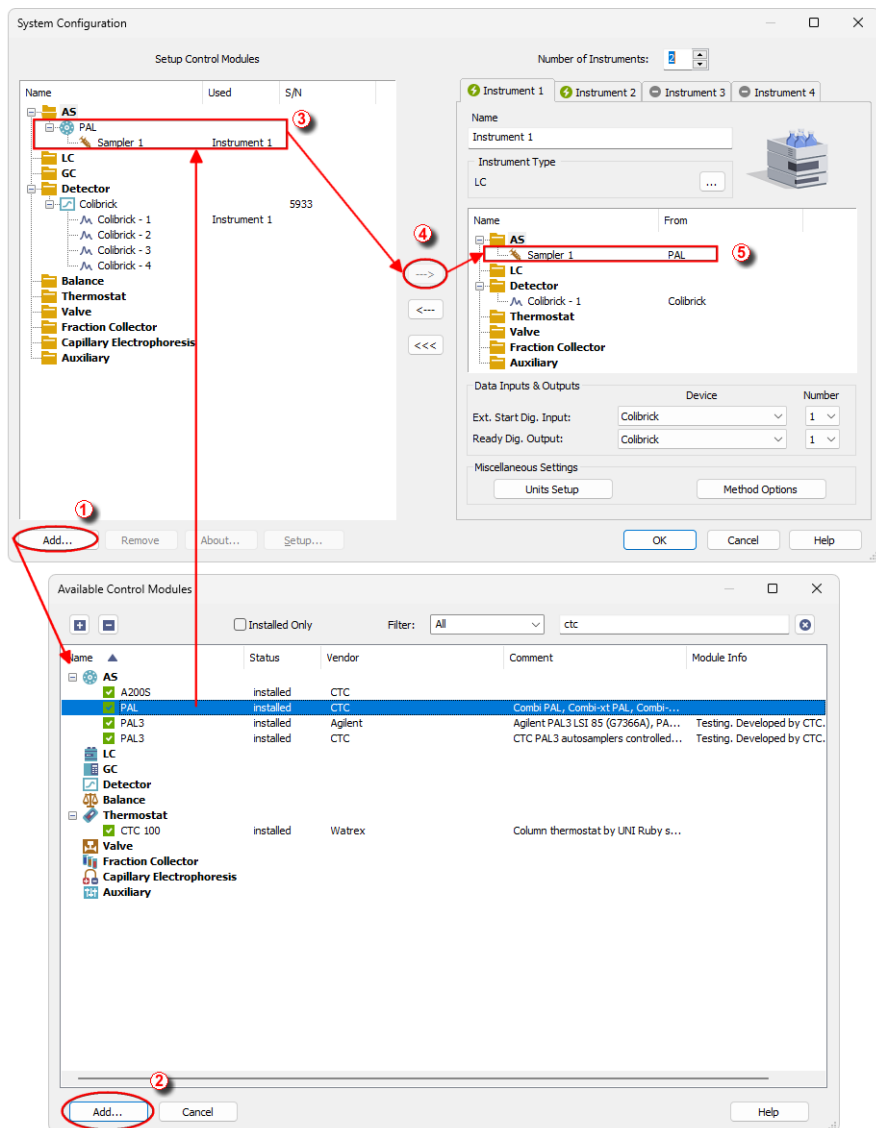 System Configuration
Setup Control Modules
Number of Instruments: 2
Name Used S/N
AS
PAL
Sampler 1 Instrument 1
LC
GC
Detector
Colibrick 5933
Colibrick - 1 Instrument 1
Colibrick - 2
Colibrick - 3
Colibrick - 4
Balance
Thermostat
Valve
Fraction Collector
Capillary Electrophoresis
Auxiliary
3
4
--->
<---
<<<
Instrument 1 Instrument 2 Instrument 3 Instrument 4
Name
Instrument 1
Instrument Type
LC ...
Name From
AS
Sampler 1 PAL 5
LC
Detector
Colibrick - 1 Colibrick
Thermostat
Valve
Fraction Collector
Auxiliary
Data Inputs & Outputs
Device Number
Ext. Start Dig. Input: Colibrick 1
Ready Dig. Output: Colibrick 1
Miscellaneous Settings
Units Setup Method Options
1
Add... Remove About... Setup... OK Cancel Help
Available Control Modules
Installed Only Filter: All ctc
Name Status Vendor Comment Module Info
AS
A200S installed CTC
PAL installed CTC Combi PAL, Combi-xt PAL, Combi-...
PAL3 installed Agilent Agilent PAL3 LSI 85 (G7366A), PA... Testing. Developed by CTC.
PAL3 installed CTC CTC PAL3 autosamplers controlled... Testing. Developed by CTC.
LC
GC
Detector
Balance
Thermostat
CTC 100 installed Watrex Column thermostat by UNI Ruby s...
Valve
Fraction Collector
Capillary Electrophoresis
Auxiliary
2
Add... Cancel Help